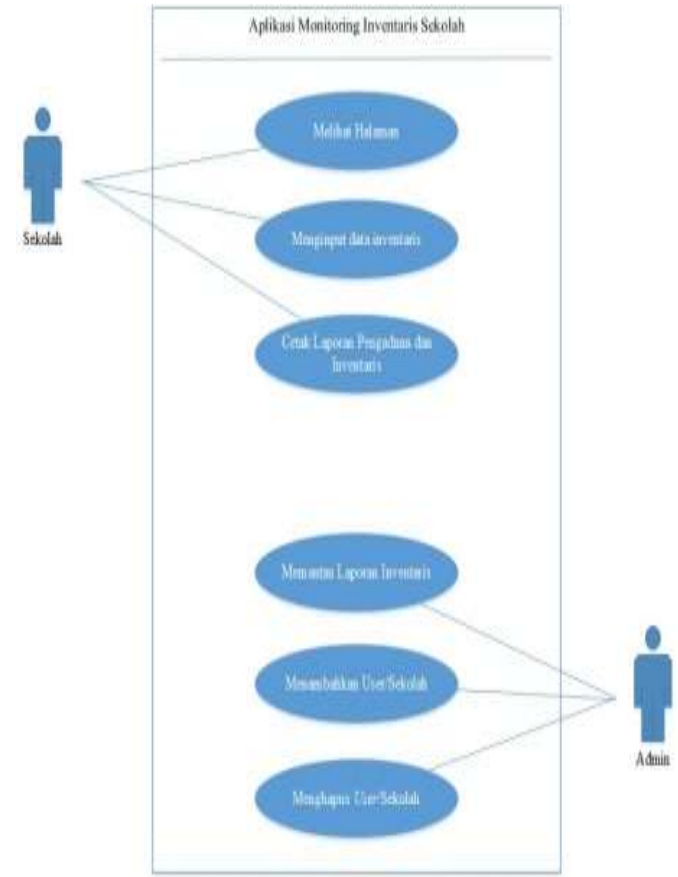 Aplikasi Monitoring Inventaris Sekolah
Melihat Halaman
Sekolah
Menginput data inventaris
Cetak Laporan Pengaduan dan
Inventaris
Memantau Laporan Inventaris
Menambahkan User/Sekolah
Admin
Menghapus User/Sekolah